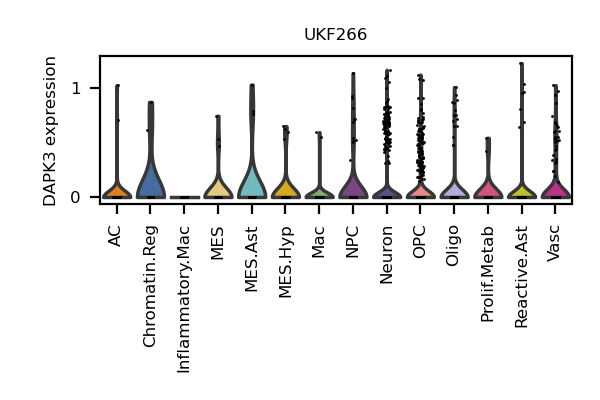 UKF266
DAPK3 expression
1
0
AC
Chromatin.Reg
Inflammatory.Mac
MES
MES.Ast
MES.Hyp
Mac
NPC
Neuron
OPC
Oligo
Prolif.Metab
Reactive.Ast
Vasc